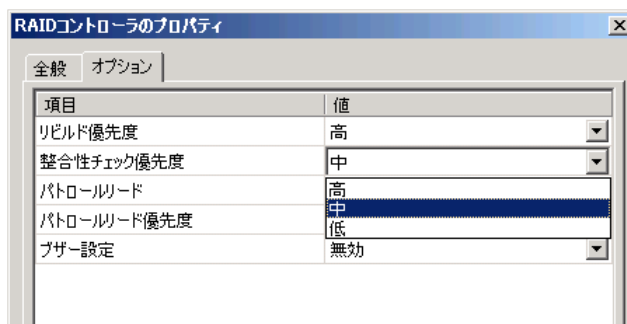 RAIDコントローラのプロパティ
全般 オプション
項目 値
リビルド優先度 高
整合性チェック優先度 中
パトロールリード 高
中
パトロールリード優先度 低
ブザー設定 無効